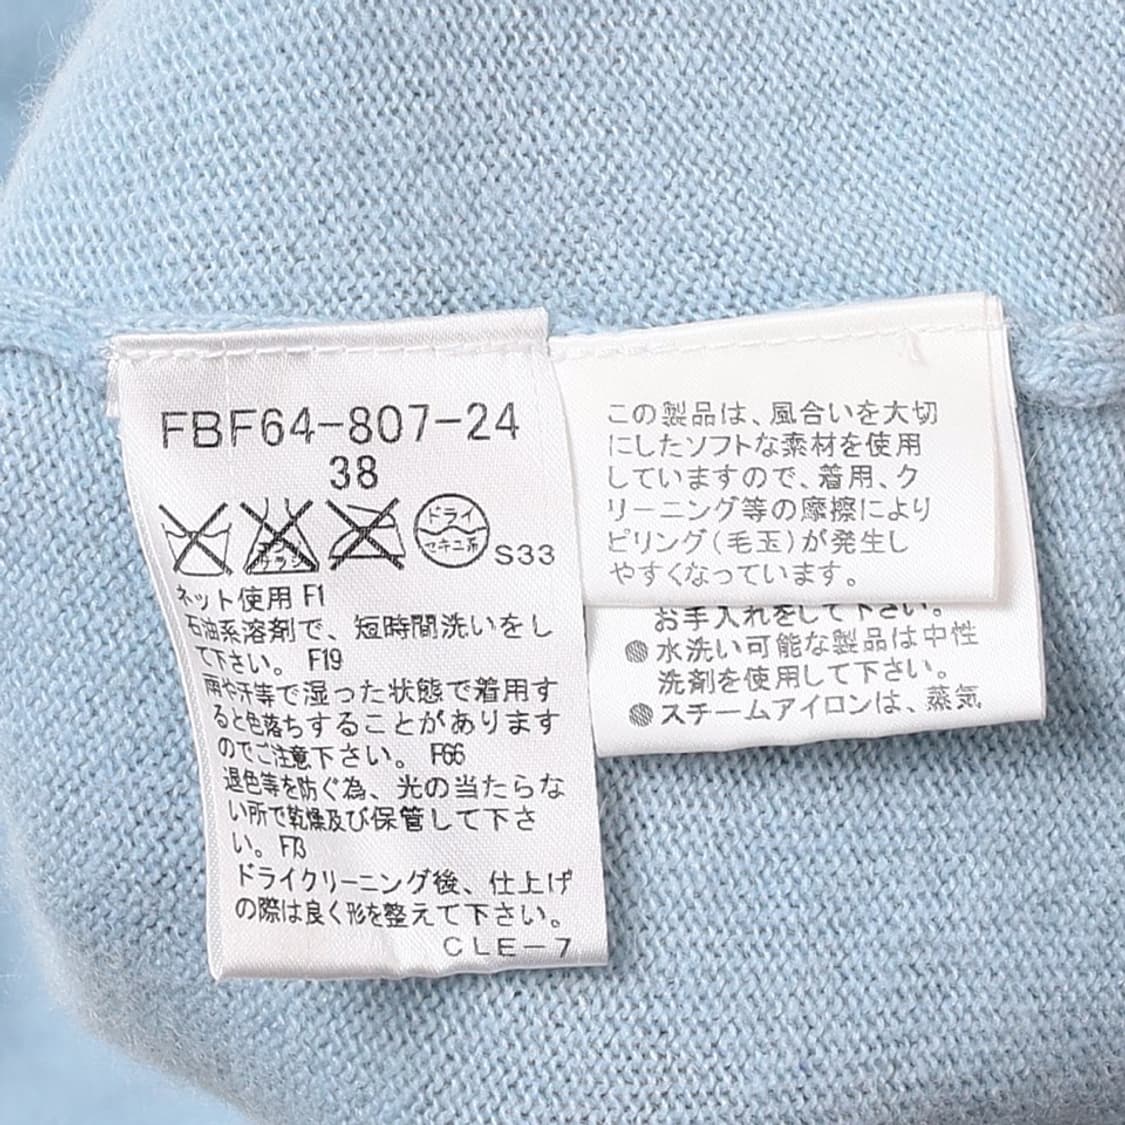 FBF64-807-24
38
ドライ
セキユ系
エンソ
サラシ
S33
ネット使用 F1
石油系溶剤で、短時間洗いをし
て下さい。 F19
雨や汗等で湿った状態で着用す
ると色落ちすることがあります
のでご注意下さい。 F66
退色等を防ぐ為、光の当たらな
い所で乾燥及び保管して下さ
い。 F73
ドライクリーニング後、仕上げ
の際は良く形を整えて下さい。
CLE-7
この製品は、風合いを大切
にしたソフトな素材を使用
していますので、着用、ク
リーニング等の摩擦により
ピリング(毛玉)が発生し
やすくなっています。
お手入れをして下さい。
水洗い可能な製品は中性
洗剤を使用して下さい。
スチームアイロンは、蒸気